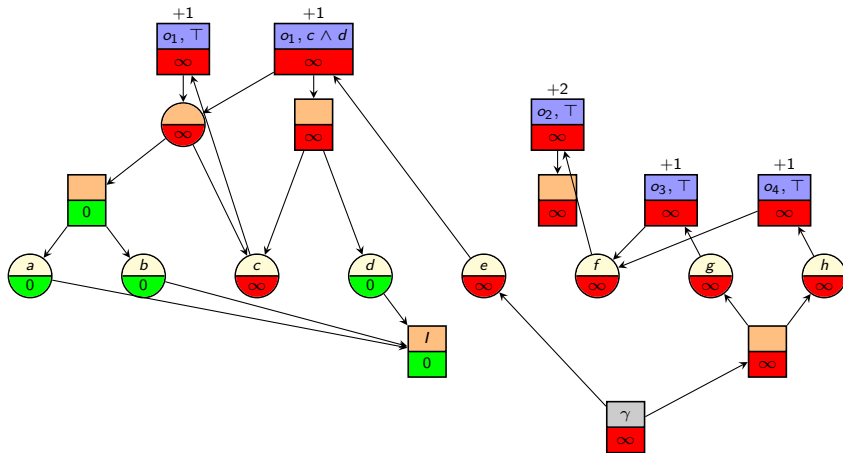 +1 +1
o₁, ⊤ o₁, c ∧ d
∞ ∞
+2
o₂, ⊤
∞ ∞ ∞
+1 +1
o₃, ⊤ o₄, ⊤
0 ∞ ∞ ∞
a b c d e f g h
0 0 ∞ 0 ∞ ∞ ∞ ∞
I
0 ∞
γ
∞